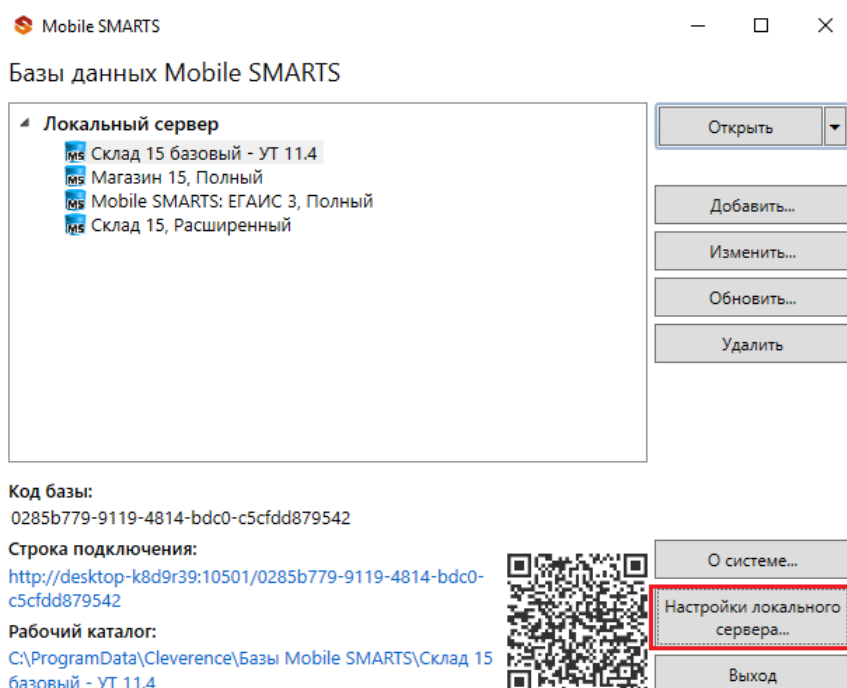 Mobile SMARTS
Базы данных Mobile SMARTS
Локальный сервер
Склад 15 базовый - УТ 11.4
Магазин 15, Полный
Mobile SMARTS: ЕГАИС 3, Полный
Склад 15, Расширенный
Открыть
Добавить...
Изменить...
Обновить...
Удалить
Код базы:
0285b779-9119-4814-bdc0-c5cfdd879542
Строка подключения:
http://desktop-k8d9r39:10501/0285b779-9119-4814-bdc0-
c5cfdd879542
Рабочий каталог:
C:\ProgramData\Cleverence\Базы Mobile SMARTS\Склад 15
базовый - УТ 11.4
О системе...
Настройки локального
сервера...
Выход